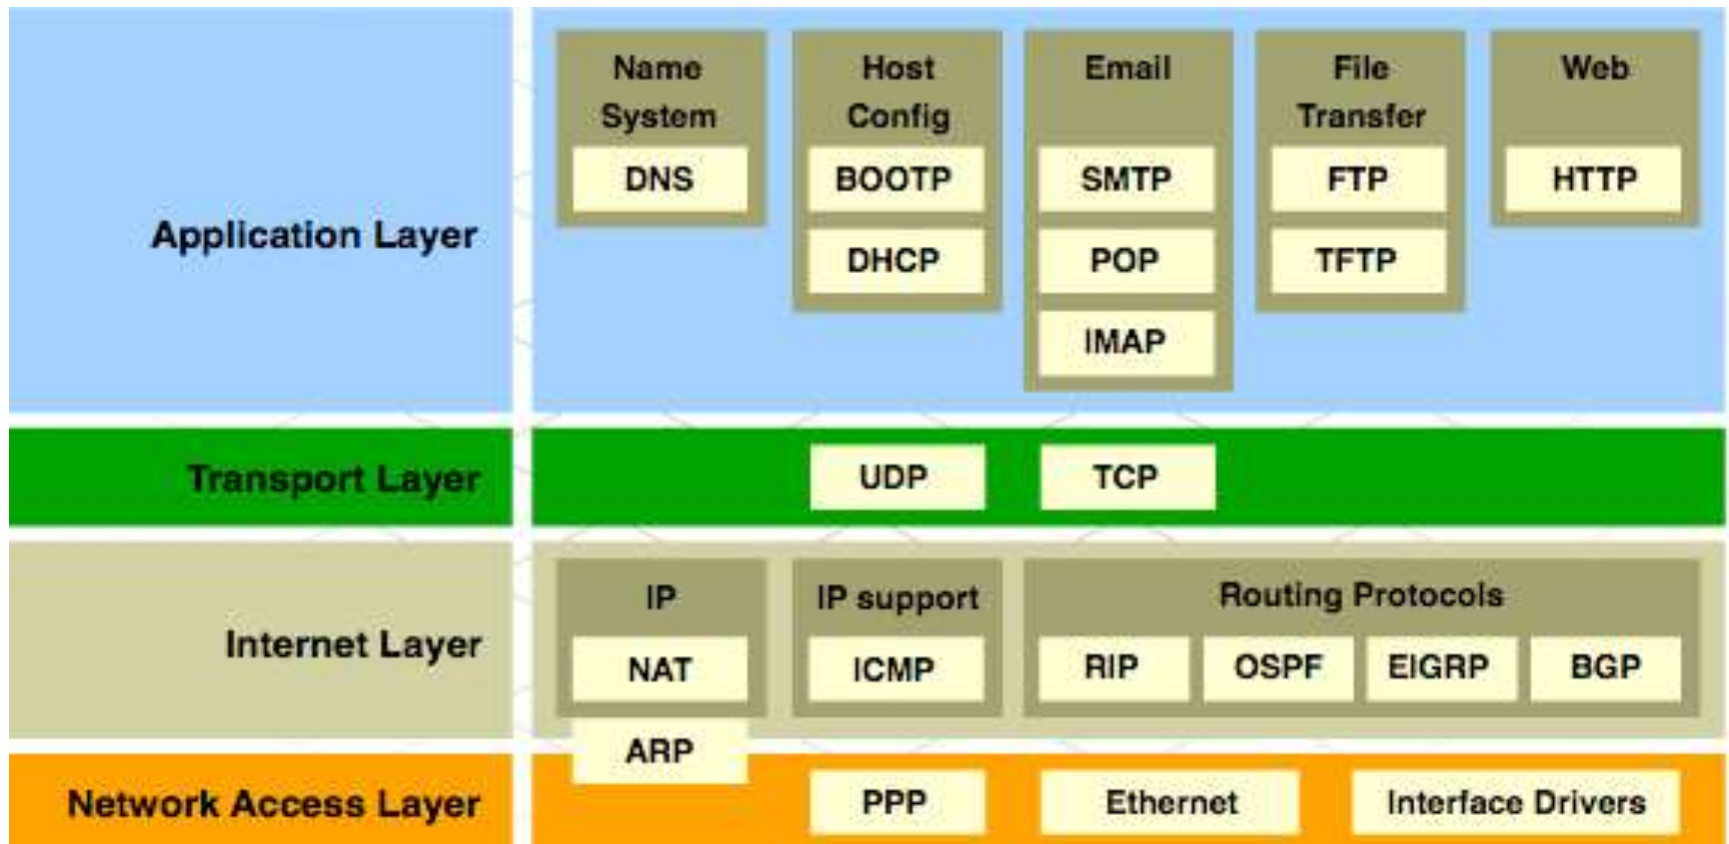 Application Layer
Name
System
DNS
Host
Config
BOOTP
DHCP
Email
SMTP
POP
IMAP
File
Transfer
FTP
TFTP
Web
HTTP
Transport Layer
UDP
TCP
Internet Layer
IP
NAT
ARP
IP support
ICMP
Routing Protocols
RIP
OSPF
EIGRP
BGP
Network Access Layer
PPP
Ethernet
Interface Drivers